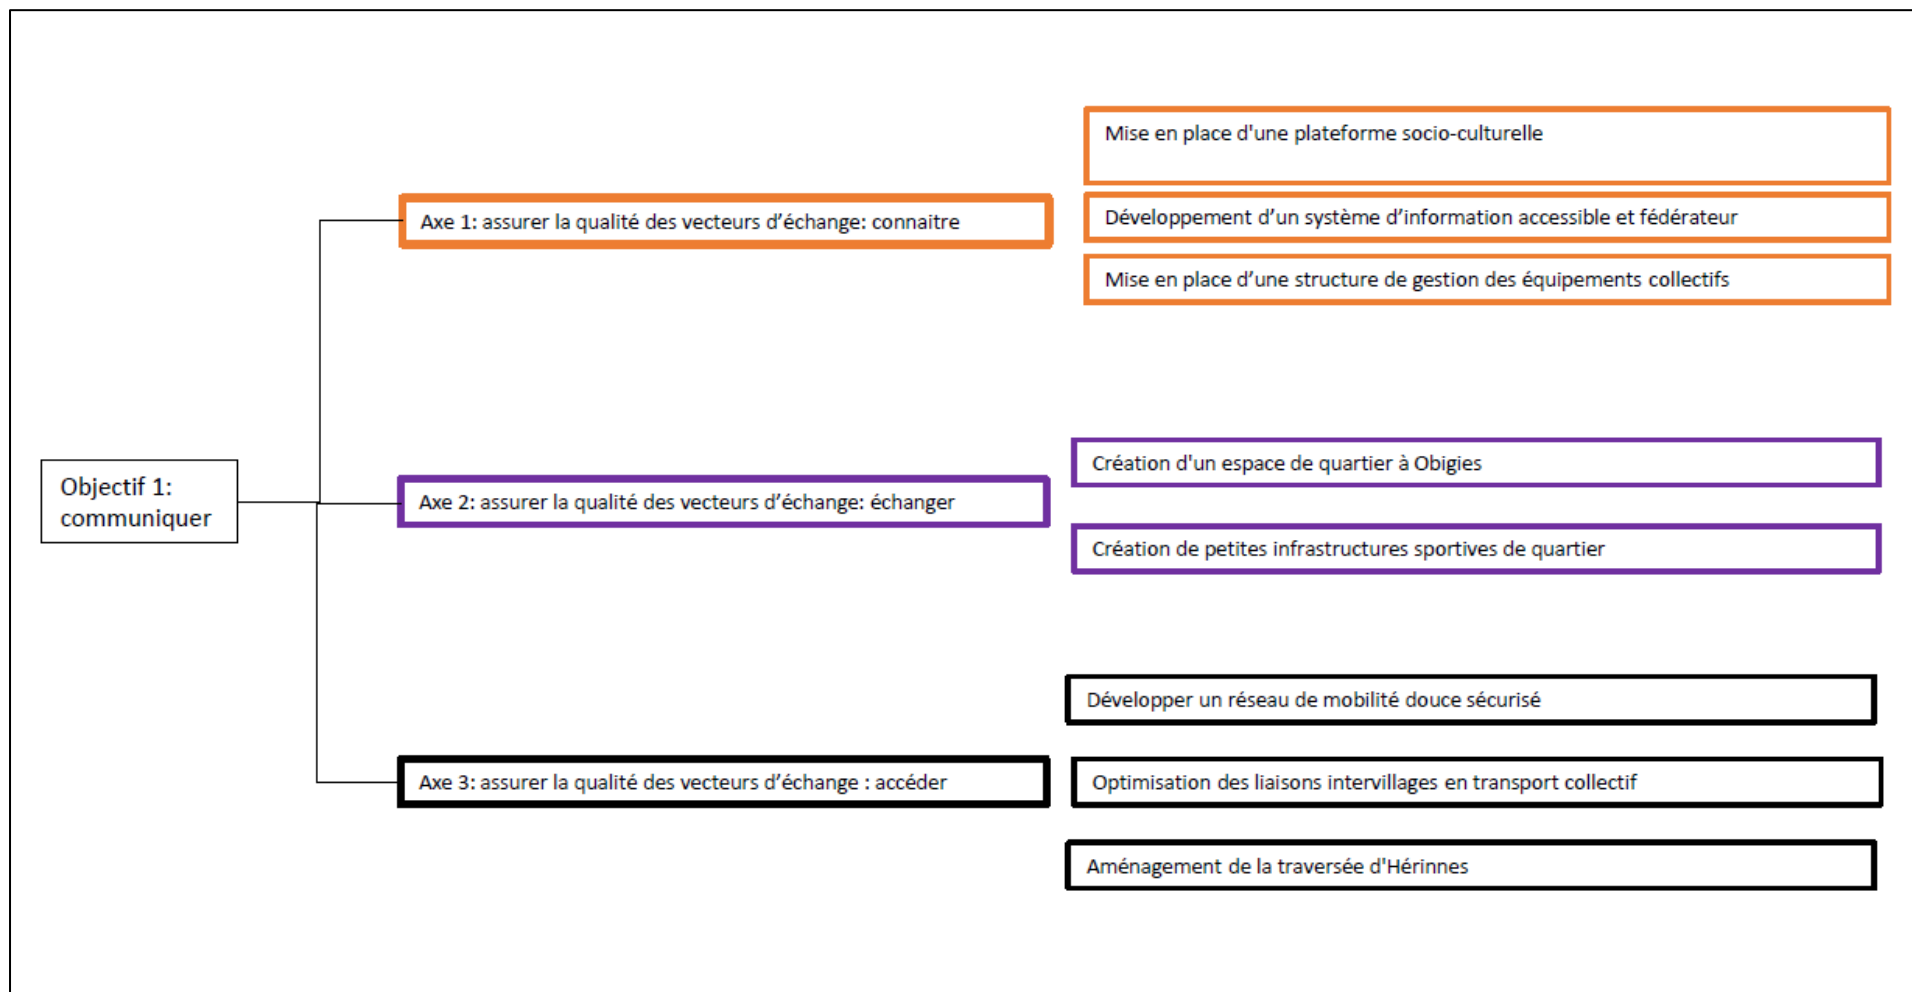 Objectif 1:
communiquer
Axe 1: assurer la qualité des vecteurs d’échange: connaitre
Mise en place d'une plateforme socio-culturelle
Développement d’un système d’information accessible et fédérateur
Mise en place d’une structure de gestion des équipements collectifs
Axe 2: assurer la qualité des vecteurs d’échange: échanger
Création d'un espace de quartier à Obigies
Création de petites infrastructures sportives de quartier
Axe 3: assurer la qualité des vecteurs d’échange : accéder
Développer un réseau de mobilité douce sécurisé
Optimisation des liaisons intervillages en transport collectif
Aménagement de la traversée d'Hérinnes